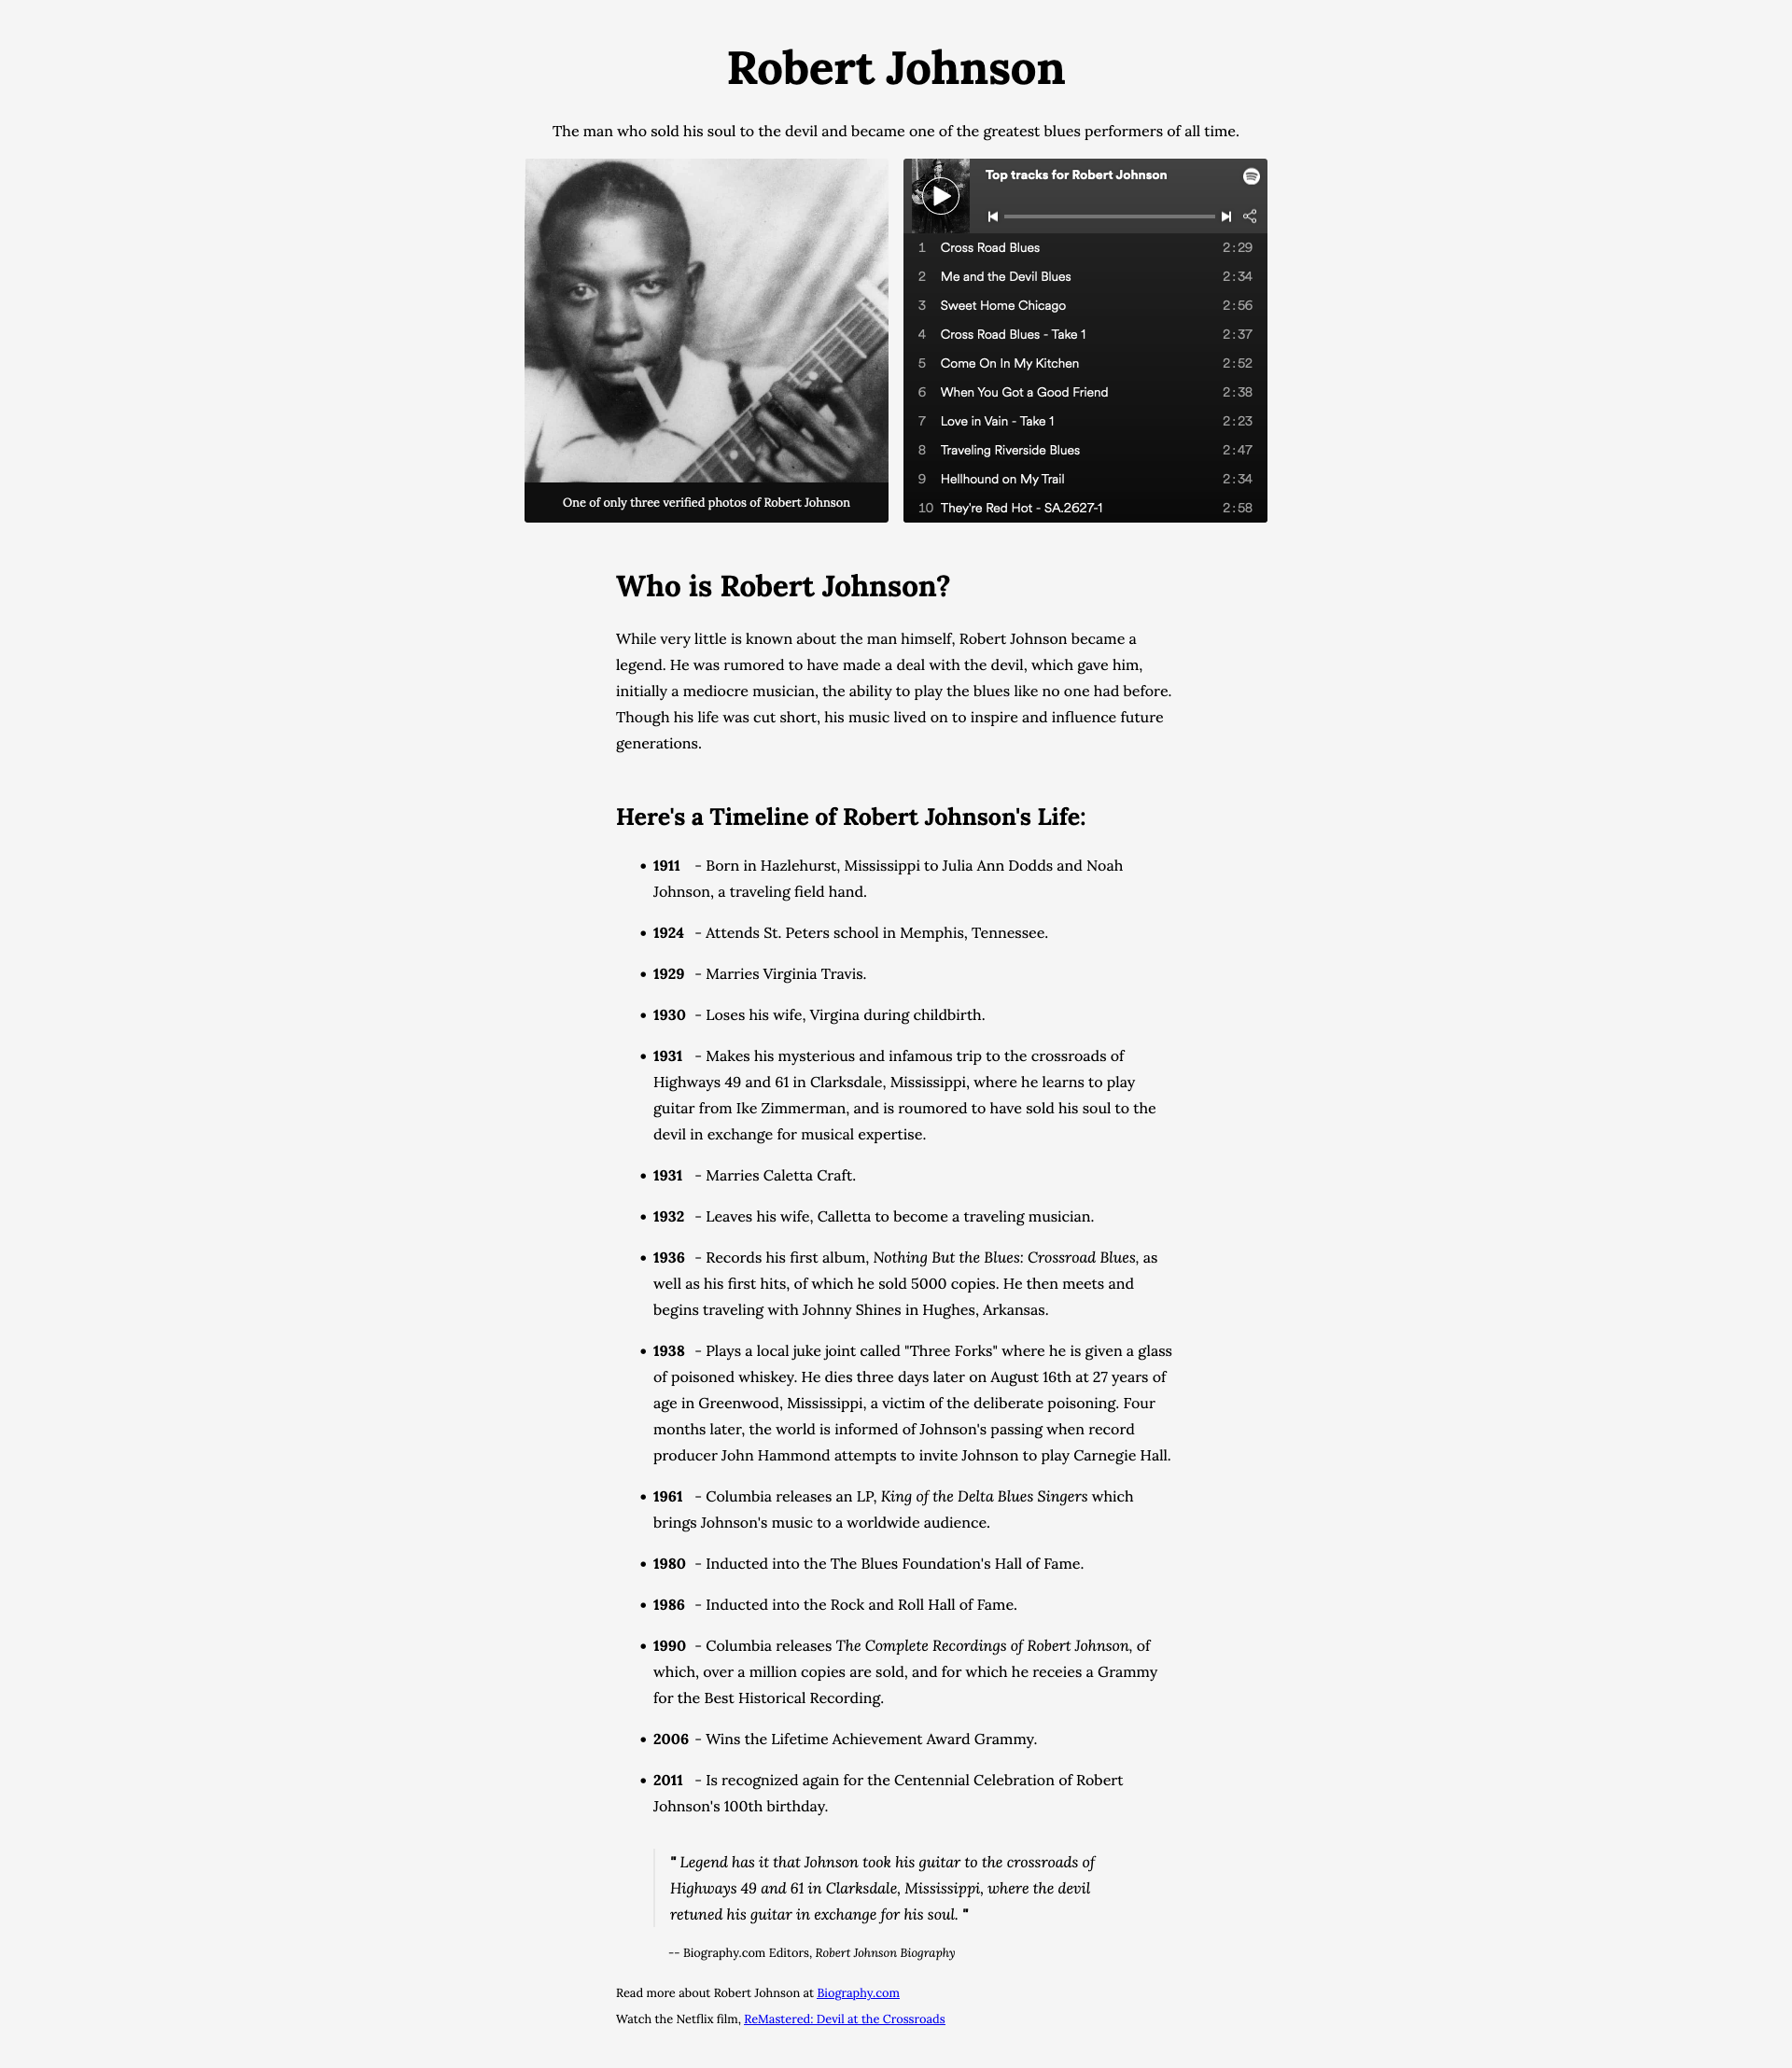 Robert Johnson
The man who sold his soul to the devil and became one of the greatest blues performers of all time.
One of only three verified photos of Robert Johnson
Top tracks for Robert Johnson
1 Cross Road Blues 2:29
2 Me and the Devil Blues 2:34
3 Sweet Home Chicago 2:56
4 Cross Road Blues - Take 1 2:37
5 Come On In My Kitchen 2:52
6 When You Got a Good Friend 2:38
7 Love in Vain - Take 1 2:23
8 Traveling Riverside Blues 2:47
9 Hellhound on My Trail 2:34
10 They're Red Hot - SA.2627-1 2:58
Who is Robert Johnson?
While very little is known about the man himself, Robert Johnson became a
legend. He was rumored to have made a deal with the devil, which gave him,
initially a mediocre musician, the ability to play the blues like no one had before.
Though his life was cut short, his music lived on to inspire and influence future
generations.
Here's a Timeline of Robert Johnson's Life:
• 1911 - Born in Hazlehurst, Mississippi to Julia Ann Dodds and Noah
Johnson, a traveling field hand.
• 1924 - Attends St. Peters school in Memphis, Tennessee.
• 1929 - Marries Virginia Travis.
• 1930 - Loses his wife, Virgina during childbirth.
• 1931 - Makes his mysterious and infamous trip to the crossroads of
Highways 49 and 61 in Clarksdale, Mississippi, where he learns to play
guitar from Ike Zimmerman, and is roumored to have sold his soul to the
devil in exchange for musical expertise.
• 1931 - Marries Caletta Craft.
• 1932 - Leaves his wife, Calletta to become a traveling musician.
• 1936 - Records his first album, Nothing But the Blues: Crossroad Blues, as
well as his first hits, of which he sold 5000 copies. He then meets and
begins traveling with Johnny Shines in Hughes, Arkansas.
• 1938 - Plays a local juke joint called "Three Forks" where he is given a glass
of poisoned whiskey. He dies three days later on August 16th at 27 years of
age in Greenwood, Mississippi, a victim of the deliberate poisoning. Four
months later, the world is informed of Johnson's passing when record
producer John Hammond attempts to invite Johnson to play Carnegie Hall.
• 1961 - Columbia releases an LP, King of the Delta Blues Singers which
brings Johnson's music to a worldwide audience.
• 1980 - Inducted into the The Blues Foundation's Hall of Fame.
• 1986 - Inducted into the Rock and Roll Hall of Fame.
• 1990 - Columbia releases The Complete Recordings of Robert Johnson, of
which, over a million copies are sold, and for which he receies a Grammy
for the Best Historical Recording.
• 2006 - Wins the Lifetime Achievement Award Grammy.
• 2011 - Is recognized again for the Centennial Celebration of Robert
Johnson's 100th birthday.
" Legend has it that Johnson took his guitar to the crossroads of
Highways 49 and 61 in Clarksdale, Mississippi, where the devil
retuned his guitar in exchange for his soul. "
-- Biography.com Editors, Robert Johnson Biography
Read more about Robert Johnson at Biography.com
Watch the Netflix film, ReMastered: Devil at the Crossroads